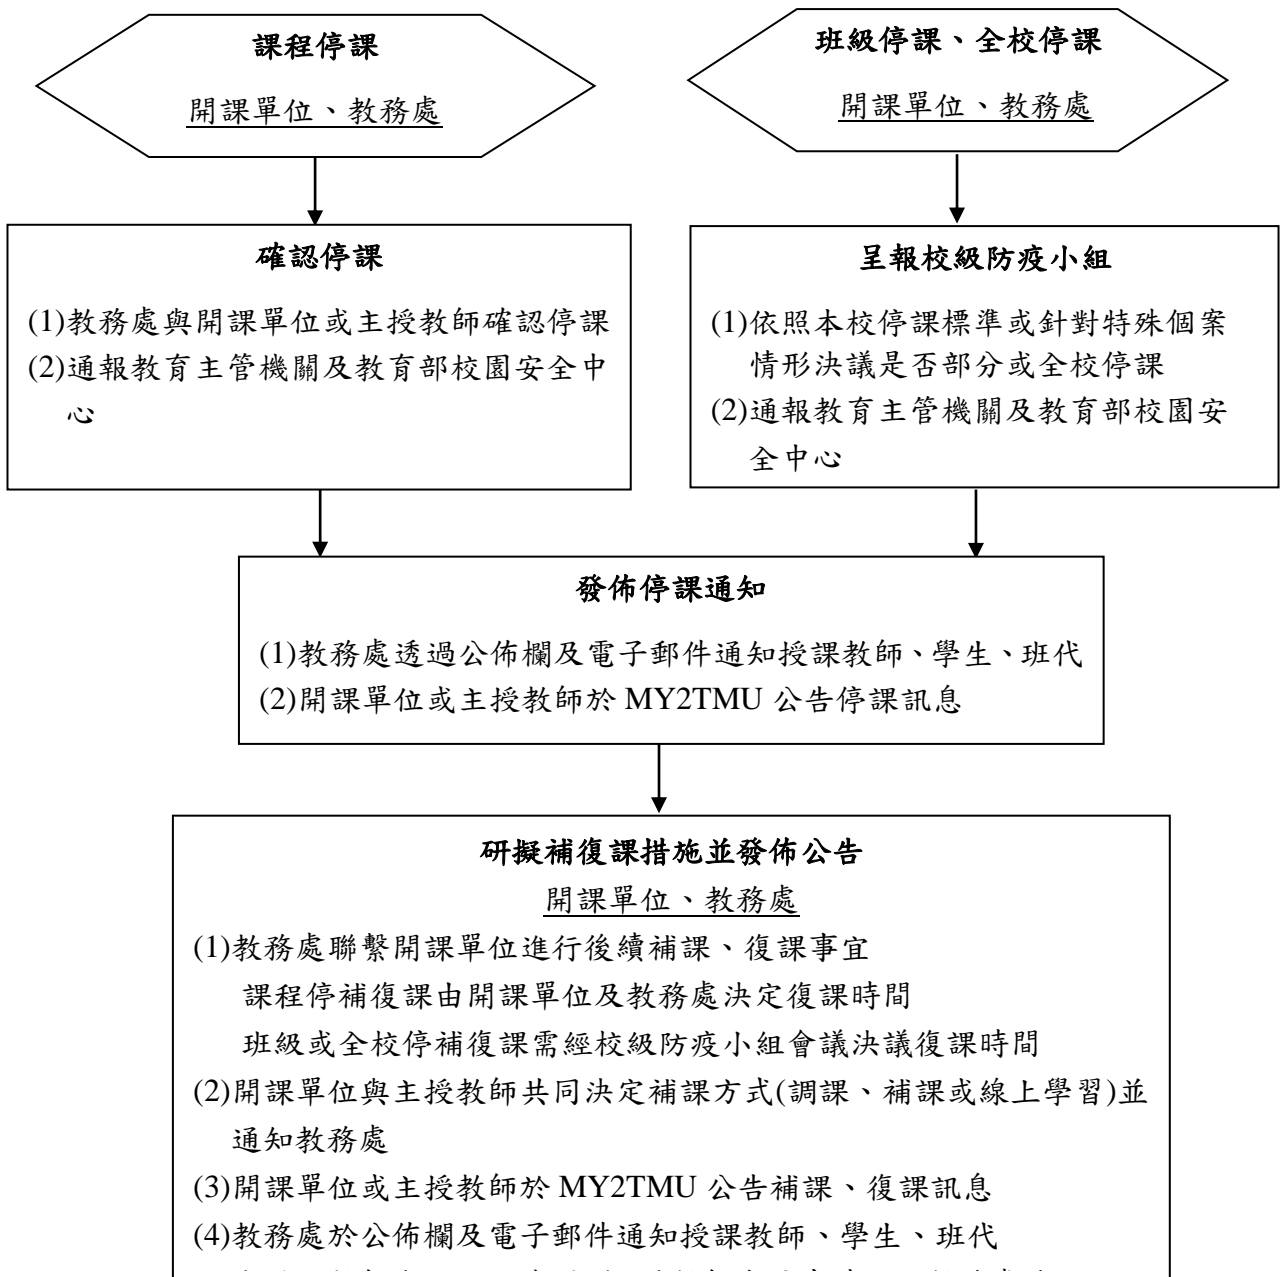 課程停課
開課單位、教務處
班級停課、全校停課
開課單位、教務處
確認停課
(1)教務處與開課單位或主授教師確認停課
(2)通報教育主管機關及教育部校園安全中
心
呈報校級防疫小組
(1)依照本校停課標準或針對特殊個案
情形決議是否部分或全校停課
(2)通報教育主管機關及教育部校園安
全中心
發佈停課通知
(1)教務處透過公佈欄及電子郵件通知授課教師、學生、班代
(2)開課單位或主授教師於 MY2TMU 公告停課訊息
研擬補復課措施並發佈公告
開課單位、教務處
(1)教務處聯繫開課單位進行後續補課、復課事宜
課程停補復課由開課單位及教務處決定復課時間
班級或全校停補復課需經校級防疫小組會議決議復課時間
(2)開課單位與主授教師共同決定補課方式(調課、補課或線上學習)並
通知教務處
(3)開課單位或主授教師於 MY2TMU 公告補課、復課訊息
(4)教務處於公佈欄及電子郵件通知授課教師、學生、班代